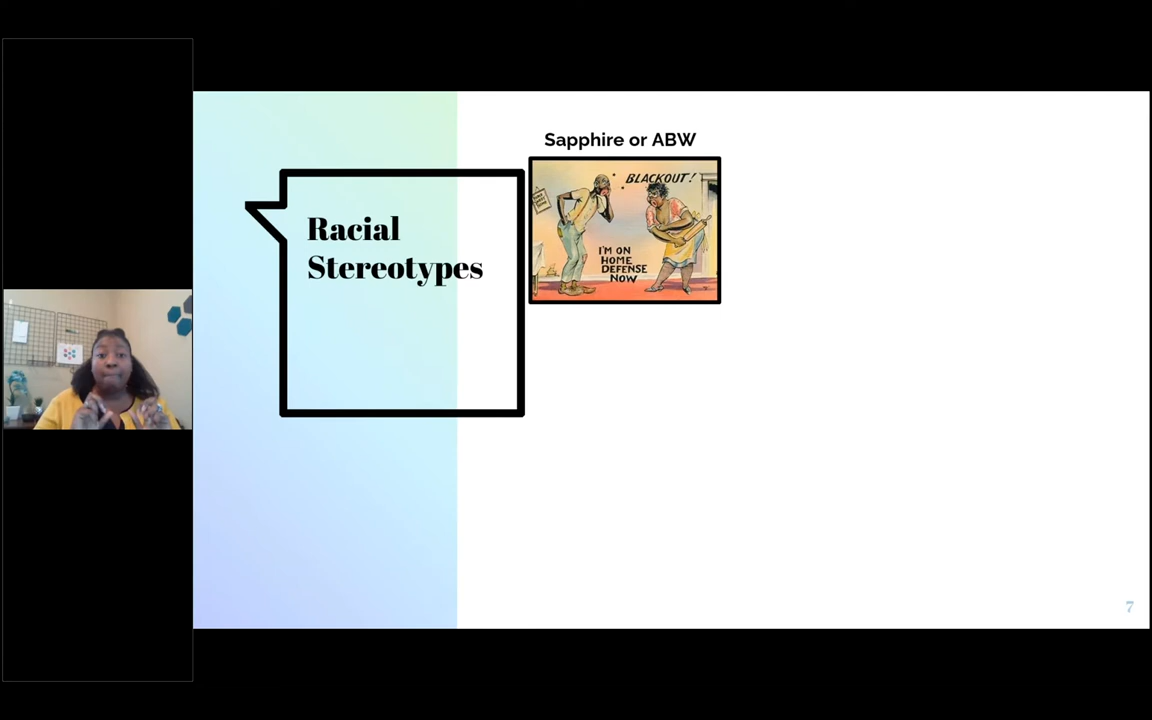 Sapphire or ABW
Racial
Stereotypes
BLACKOUT!
I'M ON
HOME
DEFENSE
NOW
7